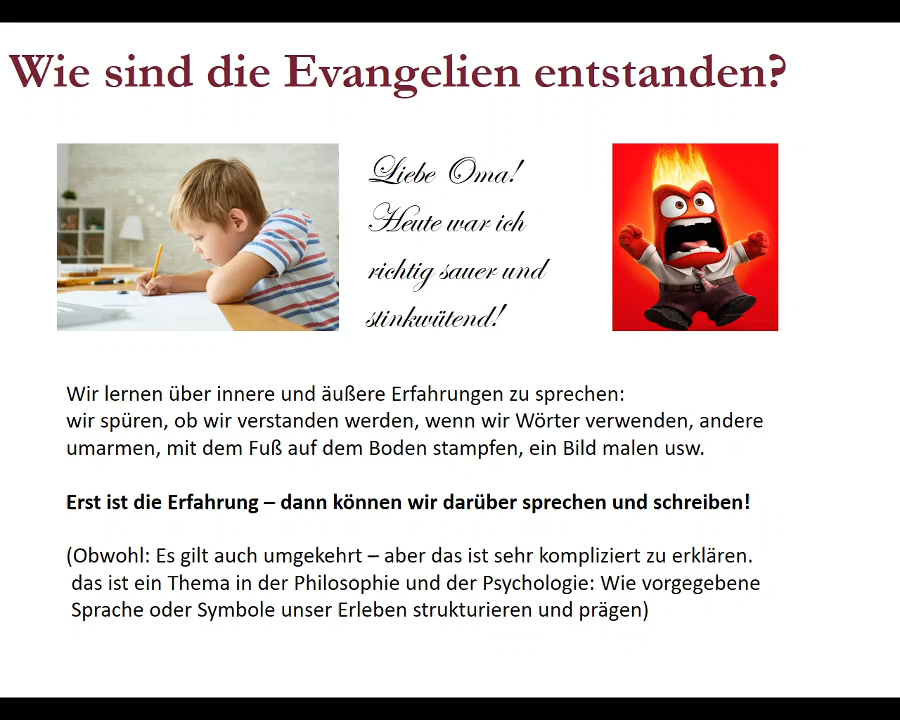 Wie sind die Evangelien entstanden?
Liebe Oma!
Heute war ich
richtig sauer und
stinkwütend!
Wir lernen über innere und äußere Erfahrungen zu sprechen:
wir spüren, ob wir verstanden werden, wenn wir Wörter verwenden, andere
umarmen, mit dem Fuß auf dem Boden stampfen, ein Bild malen usw.
Erst ist die Erfahrung – dann können wir darüber sprechen und schreiben!
(Obwohl: Es gilt auch umgekehrt – aber das ist sehr kompliziert zu erklären.
das ist ein Thema in der Philosophie und der Psychologie: Wie vorgegebene
Sprache oder Symbole unser Erleben strukturieren und prägen)